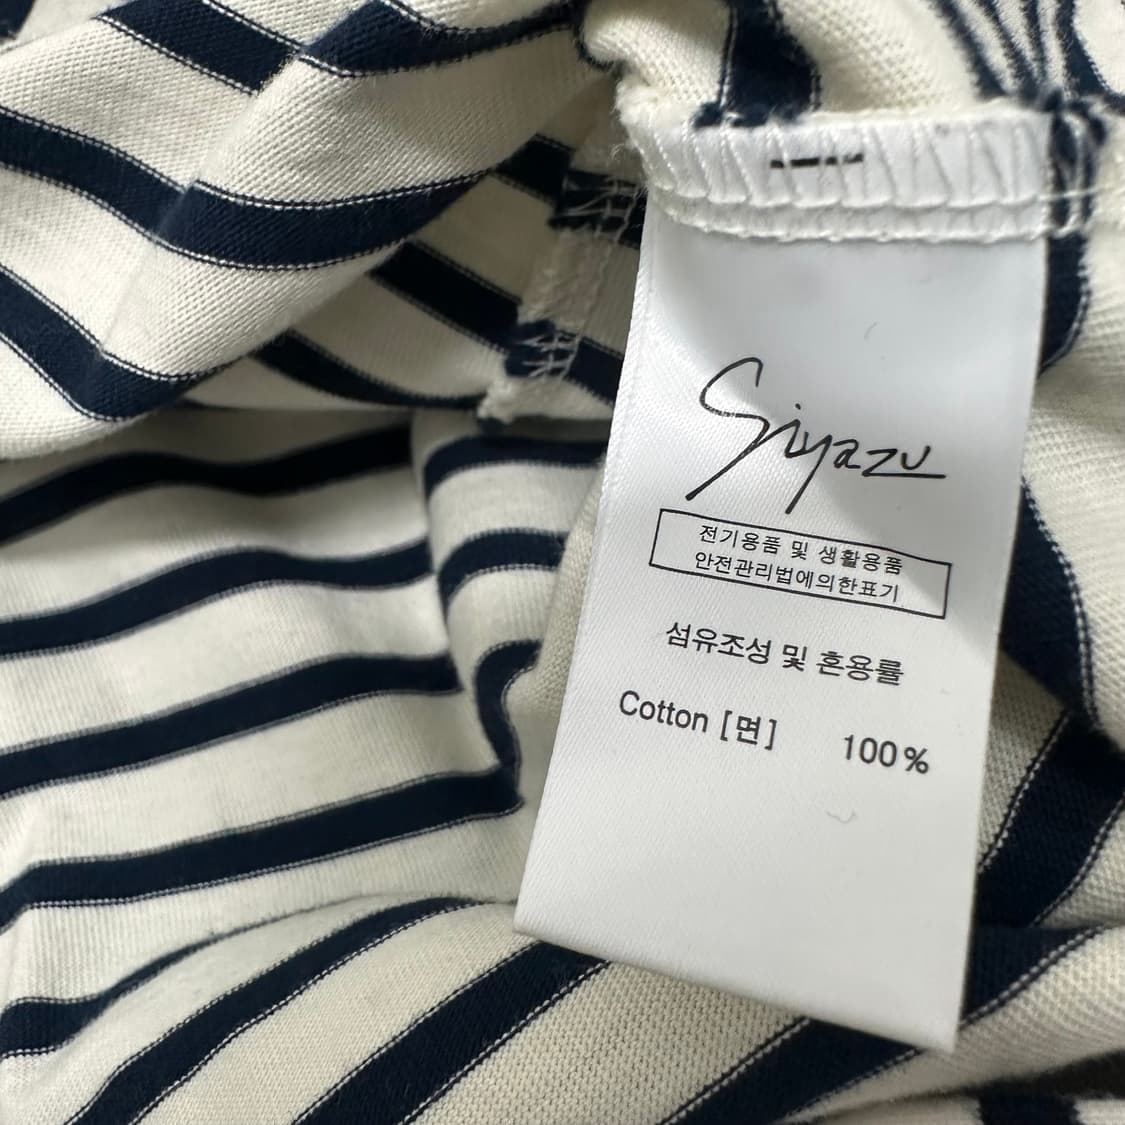 Siyazu
전기용품 및 생활용품
안전관리법에의한표기
섬유조성 및 혼용률
Cotton [면] 100%